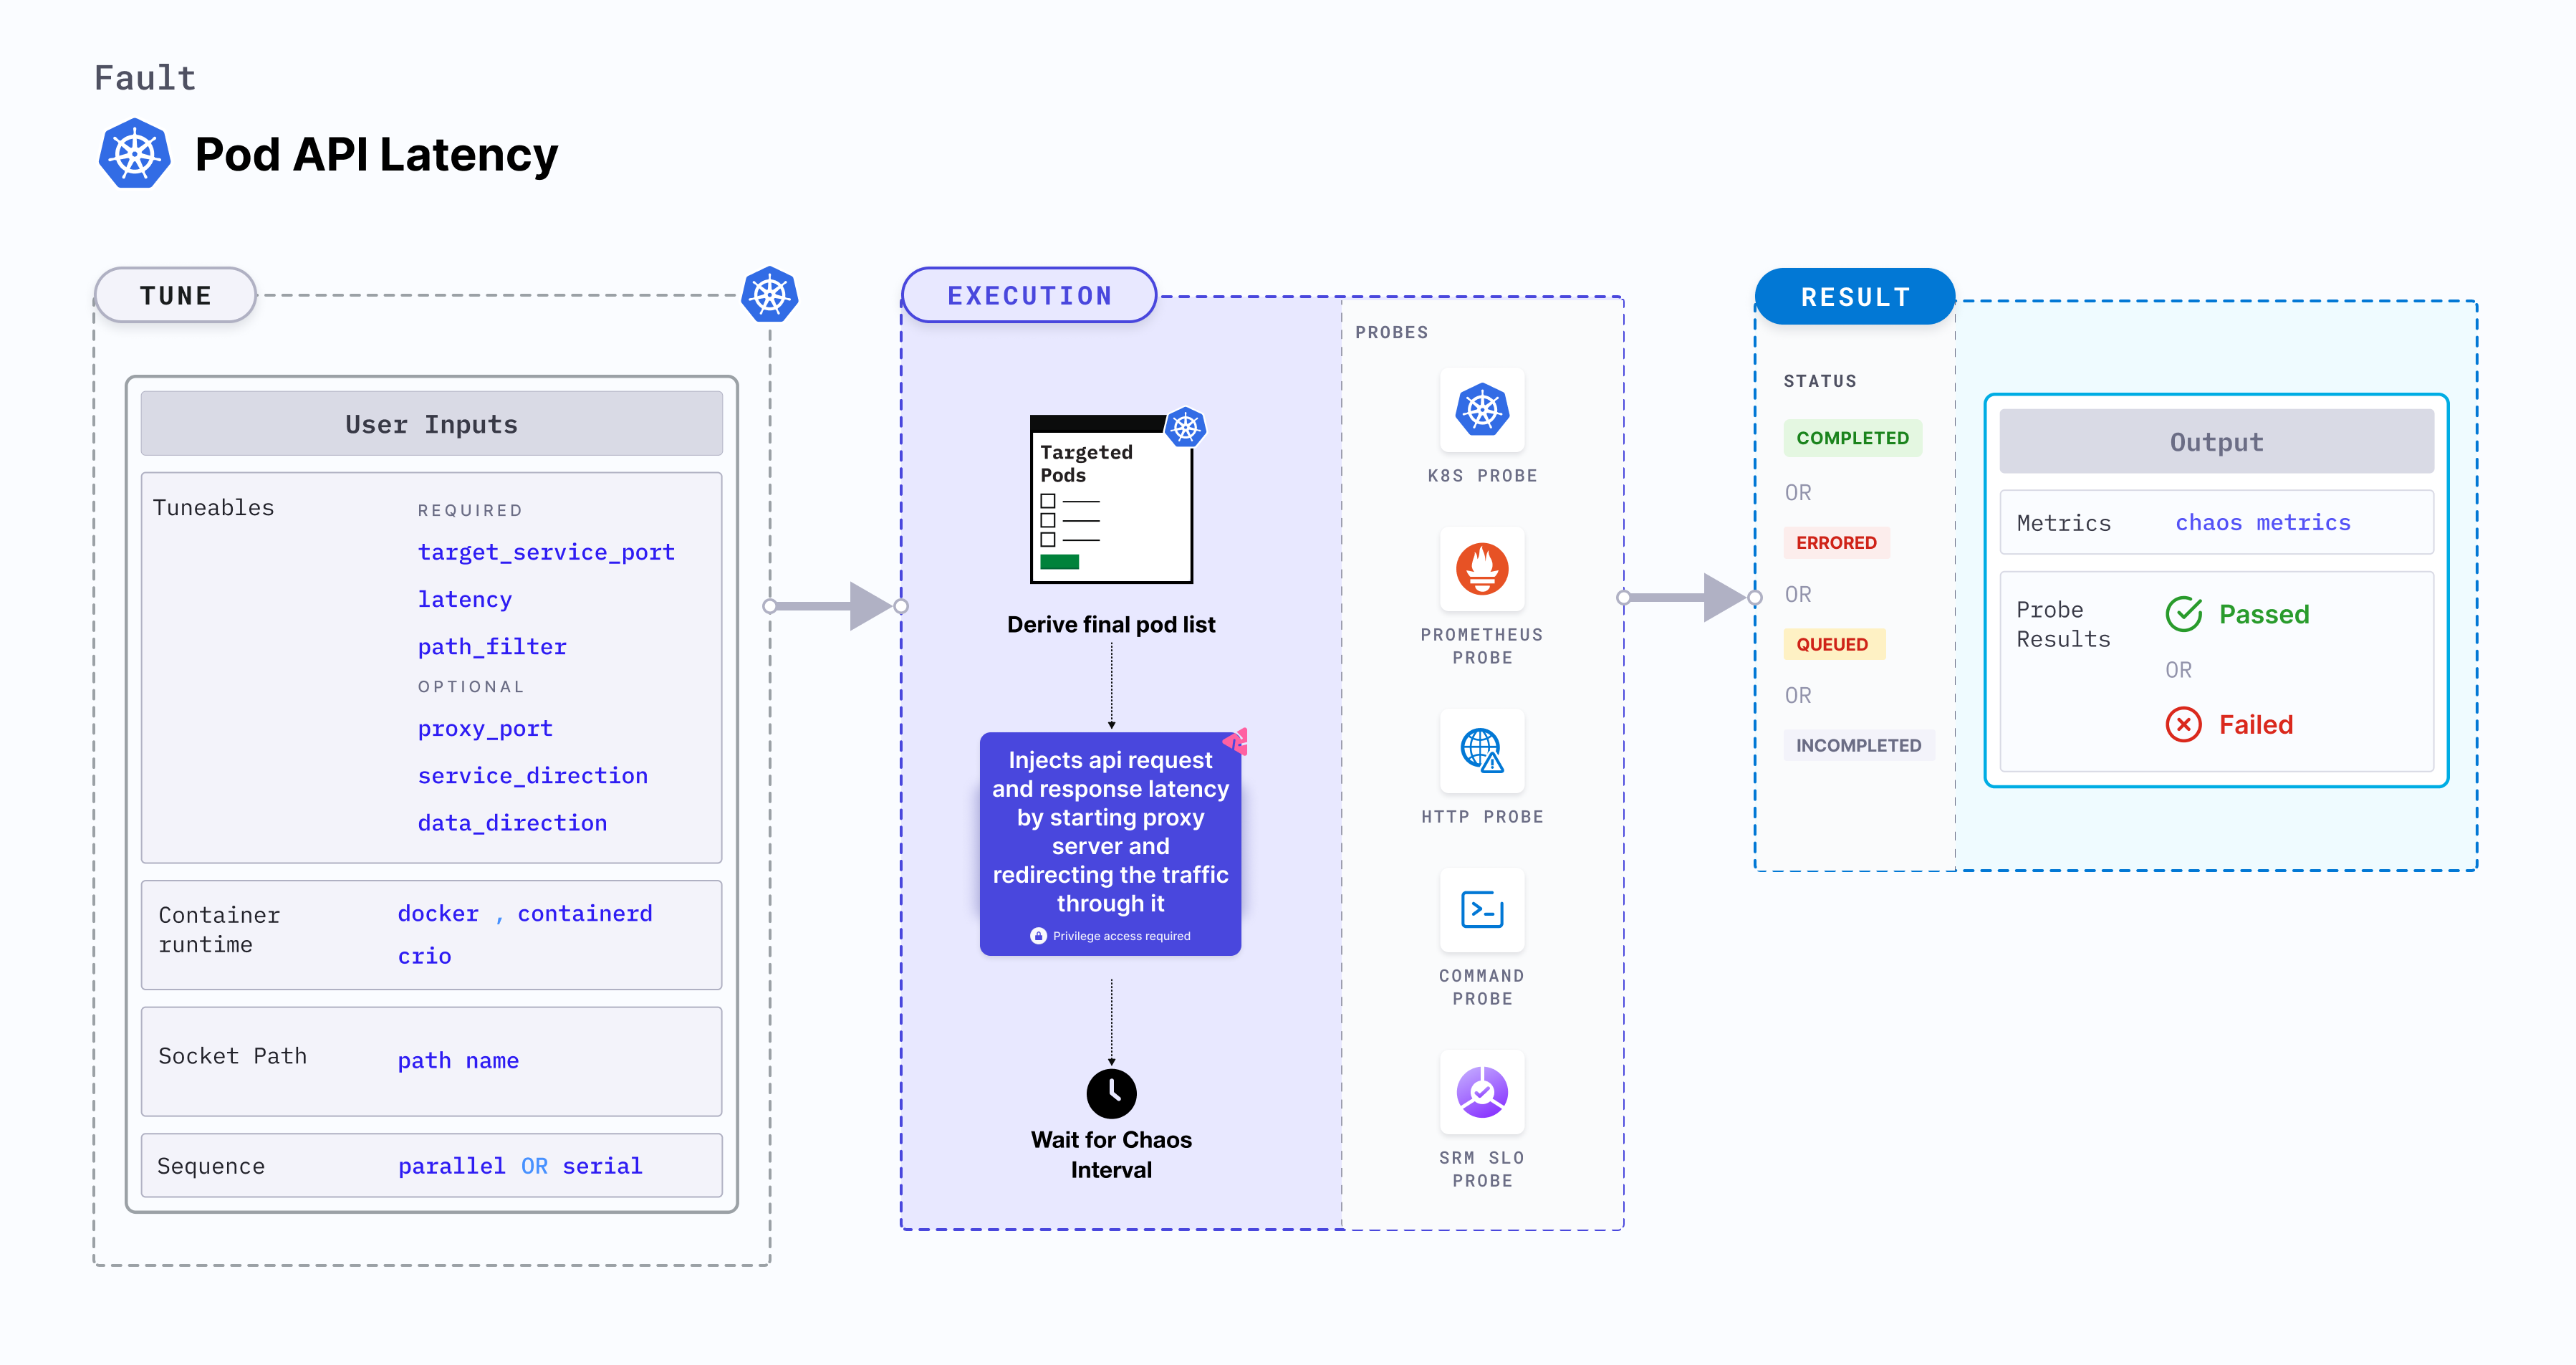 Fault
Pod API Latency
TUNE
User Inputs
Tuneables
REQUIRED
target_service_port
latency
path_filter
OPTIONAL
proxy_port
service_direction
data_direction
Container
runtime
docker , containerd
crio
Socket Path
path name
Sequence
parallel OR serial
EXECUTION
Targeted
Pods
Derive final pod list
Injects api request
and response latency
by starting proxy
server and
redirecting the traffic
through it
Privilege access required
Wait for Chaos
Interval
PROBES
K8S PROBE
PROMETHEUS
PROBE
HTTP PROBE
COMMAND
PROBE
SRM SLO
PROBE
RESULT
STATUS
COMPLETED
OR
ERRORED
OR
QUEUED
OR
INCOMPLETED
Output
Metrics
chaos metrics
Probe
Results
Passed
OR
Failed